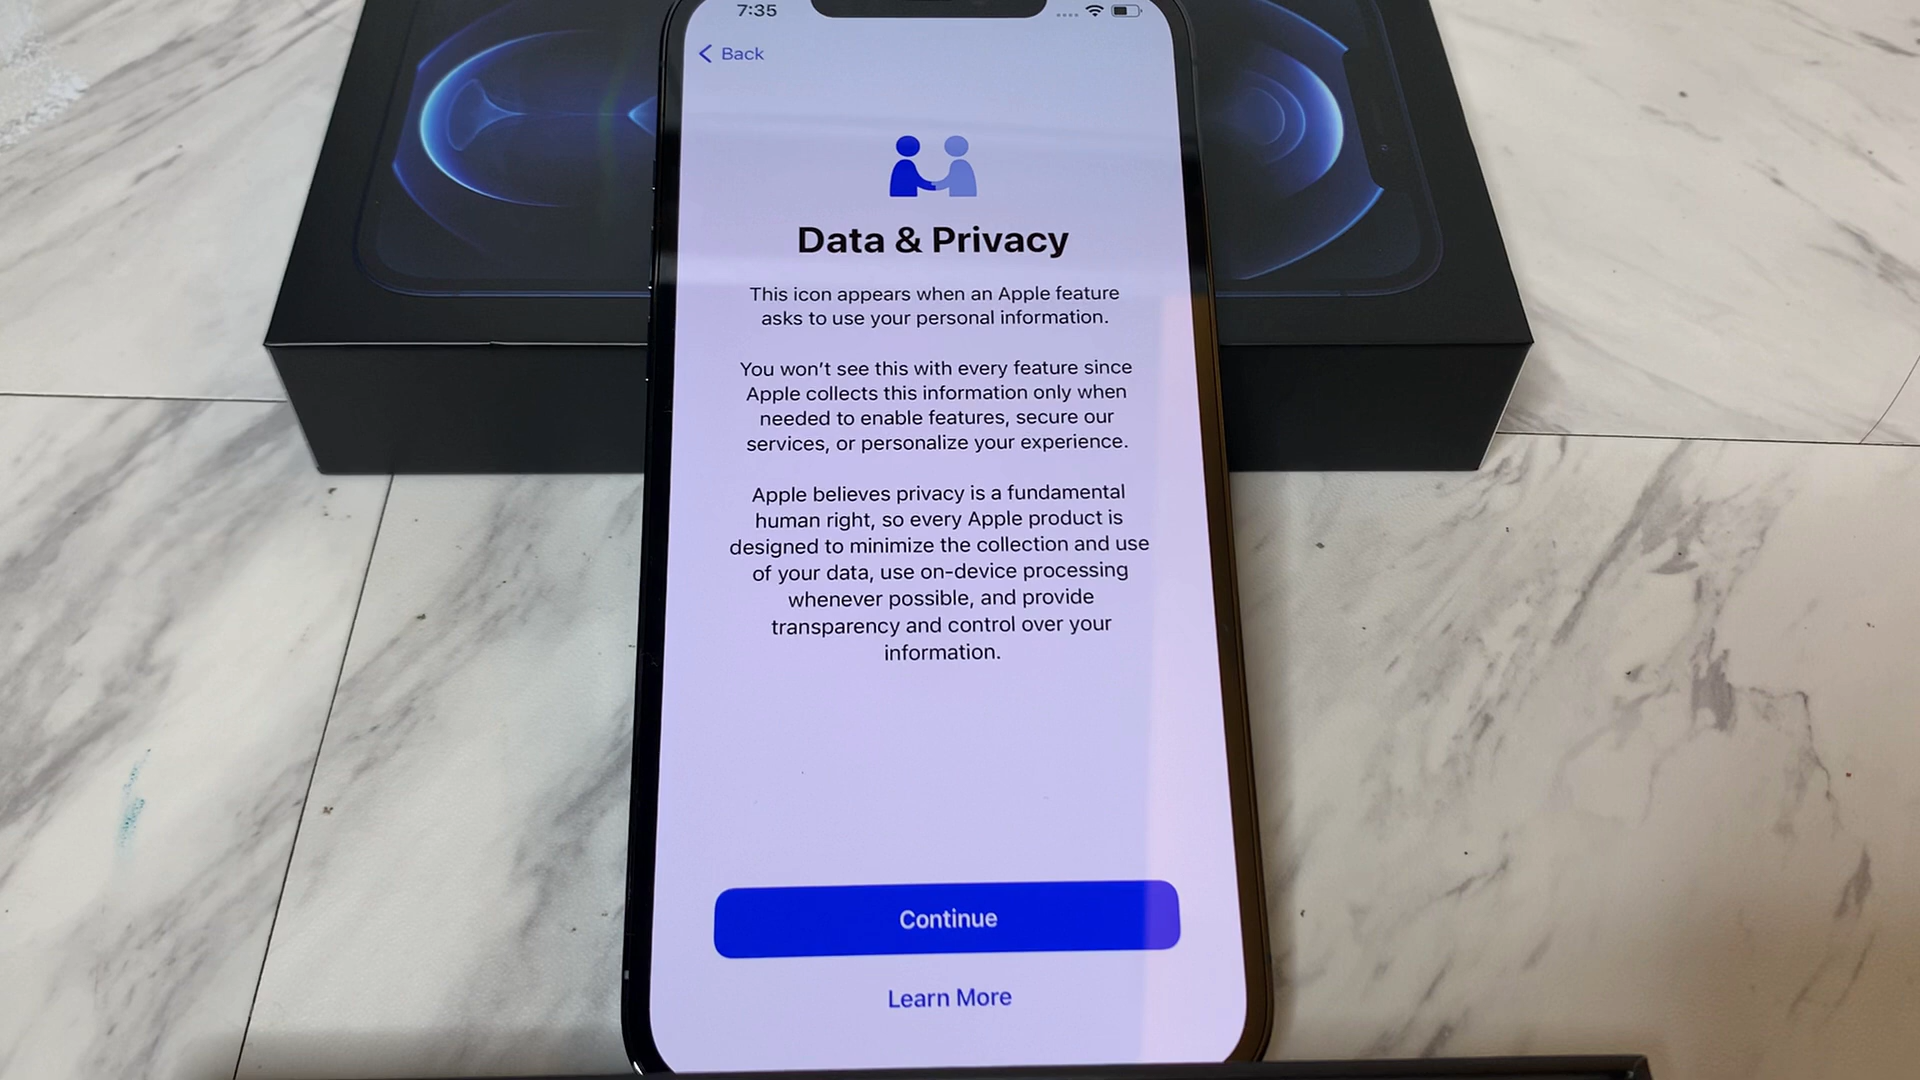 7:35
Back
Data & Privacy
This icon appears when an Apple feature
asks to use your personal information.
You won’t see this with every feature since
Apple collects this information only when
needed to enable features, secure our
services, or personalize your experience.
Apple believes privacy is a fundamental
human right, so every Apple product is
designed to minimize the collection and use
of your data, use on-device processing
whenever possible, and provide
transparency and control over your
information.
Continue
Learn More